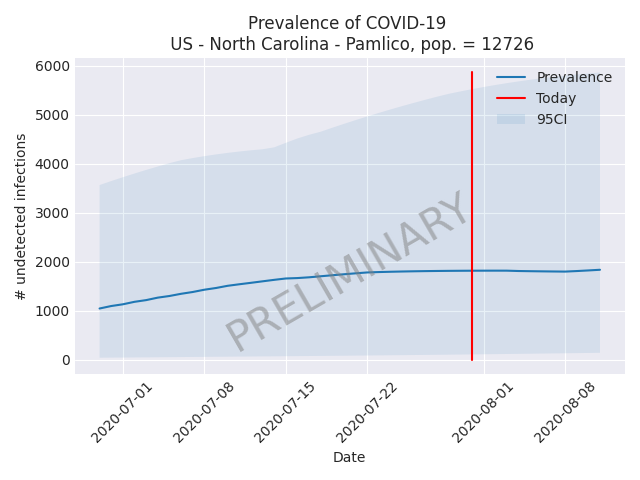 Prevalence of COVID-19
US - North Carolina - Pamlico, pop. = 12726
# undetected infections
6000
5000
4000
3000
2000
1000
0
Prevalence
Today
95CI
PRELIMINARY
2020-07-01
2020-07-08
2020-07-15
2020-07-22
2020-08-01
2020-08-08
Date